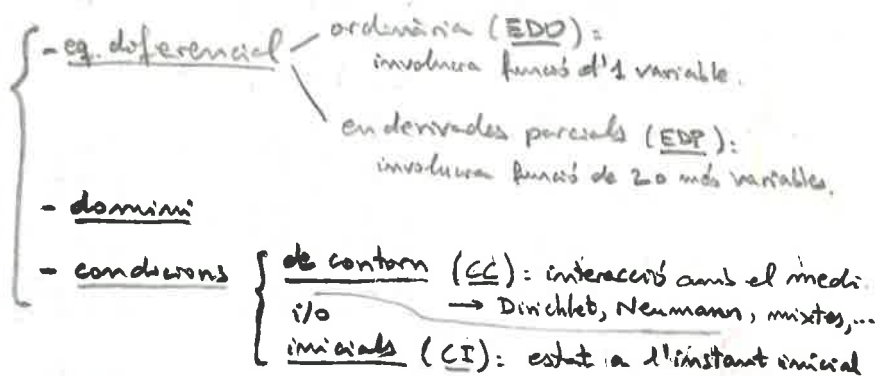 - eq. diferencial
ordinària (EDO):
involucra funció d'1 variable.
en derivades parcials (EDP):
involucra funció de 2 o més variables.
- domini
- condicions
de contorn (CC): interacció amb el medi.
→ Dirichlet, Neumann, mixtes,...
i/o
inicials (CI): estat a l'instant inicial